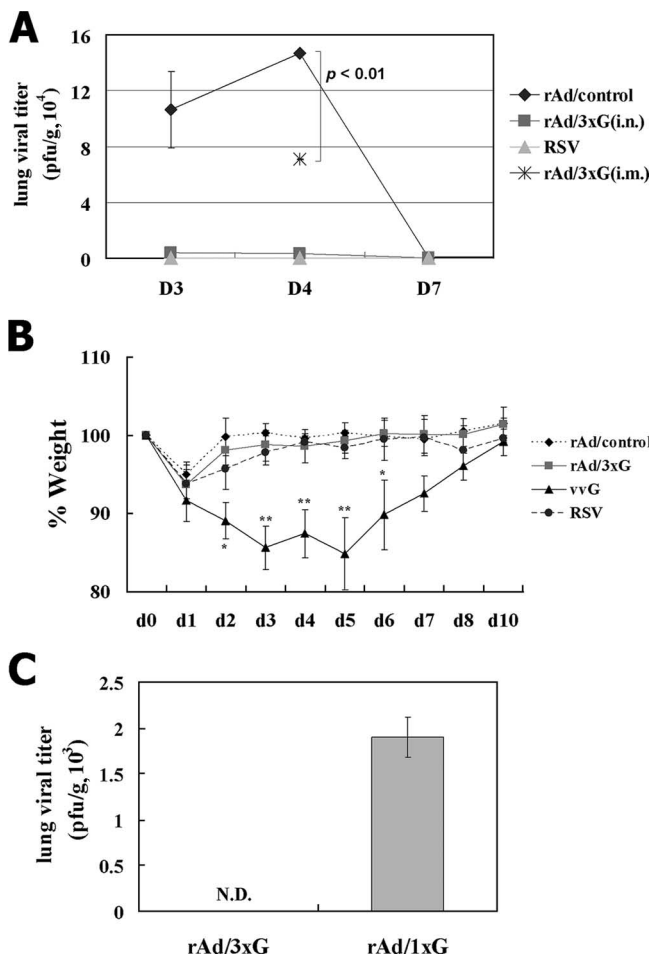 A
lung viral titer
(pfu/g, 10⁴)
16
12
8
4
0
D3
D4
D7
p < 0.01
rAd/control
rAd/3xG(i.n.)
RSV
rAd/3xG(i.m.)
B
% Weight
110
100
90
80
*
**
**
**
*
d0
d1
d2
d3
d4
d5
d6
d7
d8
d10
rAd/control
rAd/3xG
vvG
RSV
C
lung viral titer
(pfu/g, 10³)
2.5
2
1.5
1
0.5
0
N.D.
rAd/3xG
rAd/1xG